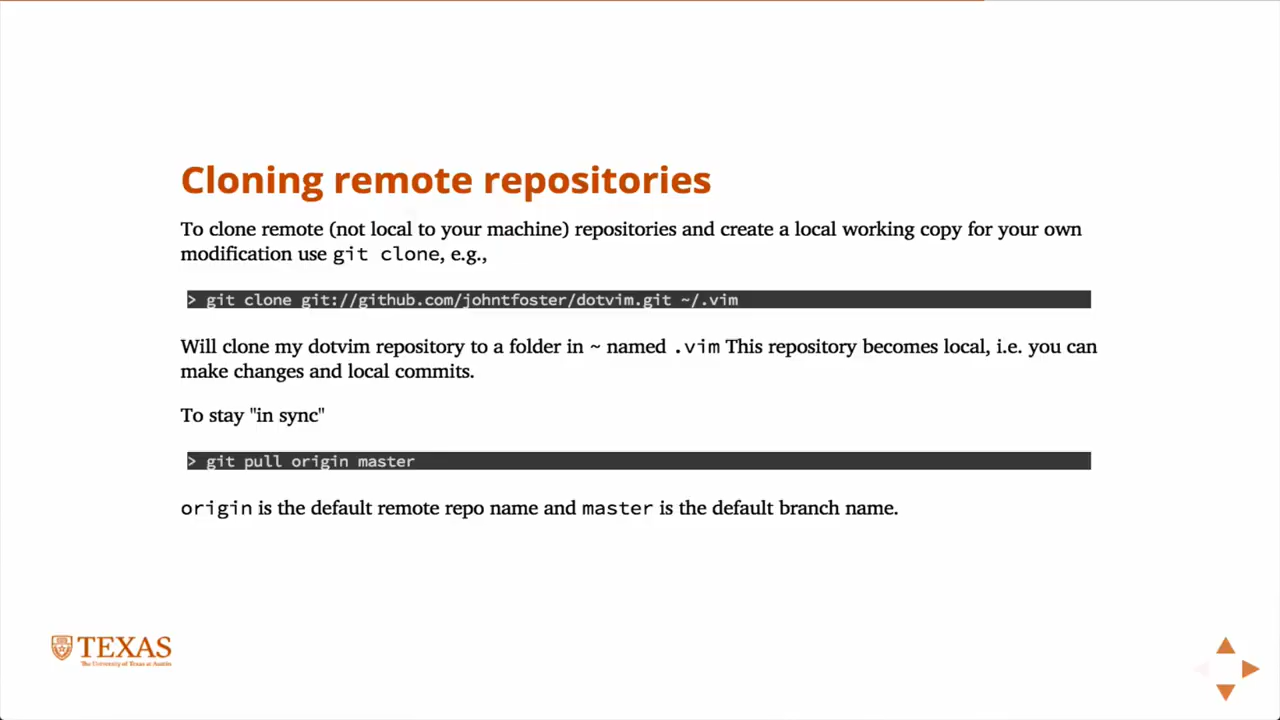 Cloning remote repositories
To clone remote (not local to your machine) repositories and create a local working copy for your own
modification use git clone, e.g.,
> git clone git://github.com/johntfoster/dotvim.git ~/.vim
Will clone my dotvim repository to a folder in ~ named .vim This repository becomes local, i.e. you can
make changes and local commits.
To stay "in sync"
> git pull origin master
origin is the default remote repo name and master is the default branch name.
TEXAS
The University of Texas at Austin